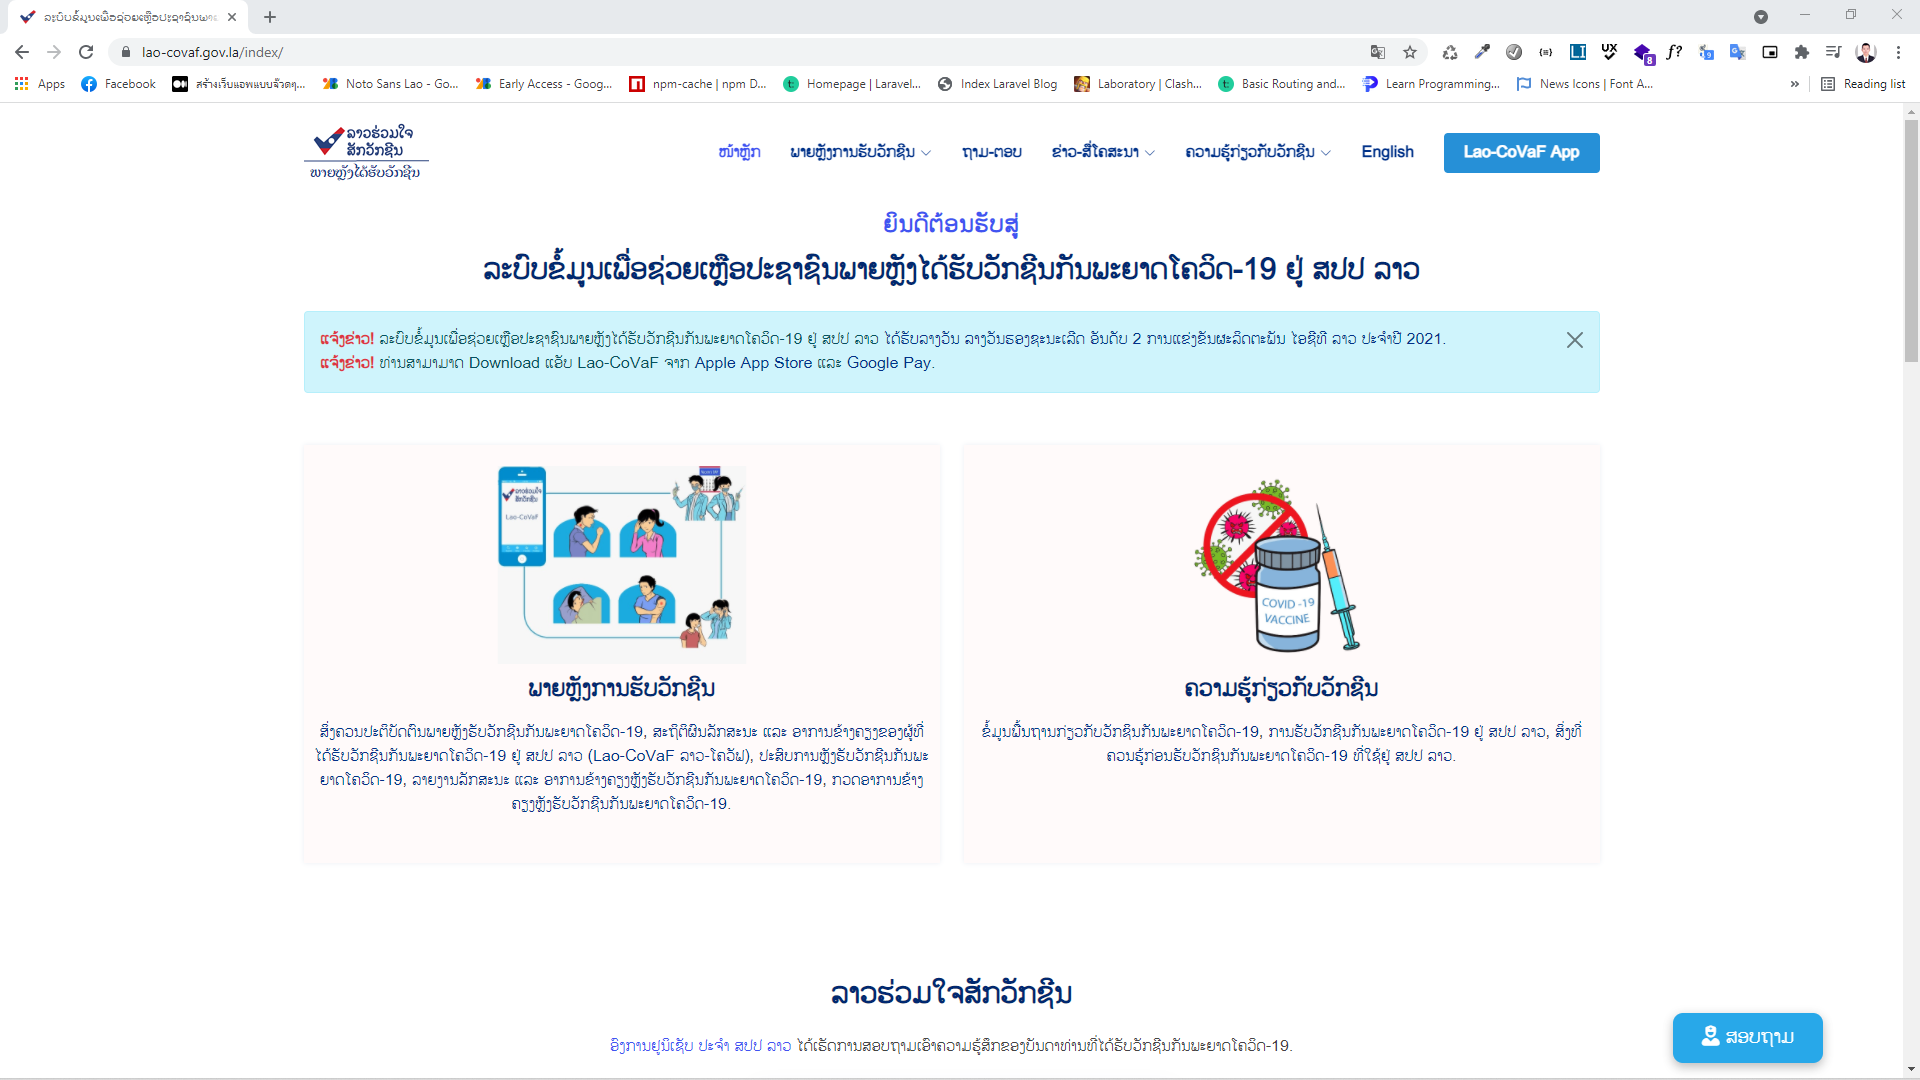 ລະບົບຂໍ້ມູນເພື່ອຊ່ວຍເຫຼືອປະຊາຊົນພາຍ
lao-covaf.gov.la/index/
Apps
Facebook
สร้างเว็บแอพแบบจัวดๆ...
Noto Sans Lao - Go...
Early Access - Goog...
npm-cache | npm D...
Homepage | Laravel...
Index Laravel Blog
Laboratory | Clash...
Basic Routing and...
Learn Programming...
News Icons | Font A...
Reading list
ລາວຮ່ວມໃຈ
ສັກວັກຊີນ
ພາຍຫຼັງໄດ້ຮັບວັກຊີນ
ໜ້າຫຼັກ
ພາຍຫຼັງການຮັບວັກຊີນ
ຖາມ-ຕອບ
ຂ່າວ-ສື່ໂຄສະນາ
ຄວາມຮູ້ກ່ຽວກັບວັກຊີນ
English
Lao-CoVaF App
ຍິນດີຕ້ອນຮັບສູ່
ລະບົບຂໍ້ມູນເພື່ອຊ່ວຍເຫຼືອປະຊາຊົນພາຍຫຼັງໄດ້ຮັບວັກຊີນກັນພະຍາດໂຄວິດ-19 ຢູ່ ສປປ ລາວ
ແຈ້ງຂ່າວ! ລະບົບຂໍ້ມູນເພື່ອຊ່ວຍເຫຼືອປະຊາຊົນພາຍຫຼັງໄດ້ຮັບວັກຊີນກັນພະຍາດໂຄວິດ-19 ຢູ່ ສປປ ລາວ ໄດ້ຮັບລາງວັນ ລາງວັນຮອງຊະນະເລີດ ອັນດັບ 2 ການແຂ່ງຂັນຜະລິດຕະພັນ ໄອຊີທີ ລາວ ປະຈຳປີ 2021.
ແຈ້ງຂ່າວ! ທ່ານສາມາມາດ Download ແອັບ Lao-CoVaF ຈາກ Apple App Store ແລະ Google Pay.
ລາວຮ່ວມໃຈ
ສັກວັກຊີນ
Lao-CoVaF
COVID -19
VACCINE
ພາຍຫຼັງການຮັບວັກຊີນ
ສິ່ງຄວນປະຕິບັດຕົນພາຍຫຼັງຮັບວັກຊີນກັນພະຍາດໂຄວິດ-19, ສະຖິຕິຜົນລັກສະນະ ແລະ ອາການຂ້າງຄຽງຂອງຜູ້ທີ່
ໄດ້ຮັບວັກຊີນກັນພະຍາດໂຄວິດ-19 ຢູ່ ສປປ ລາວ (Lao-CoVaF ລາວ-ໂຄວັຟ), ປະສົບການຫຼັງຮັບວັກຊີນກັນພະ
ຍາດໂຄວິດ-19, ລາຍງານລັກສະນະ ແລະ ອາການຂ້າງຄຽງຫຼັງຮັບວັກຊີນກັນພະຍາດໂຄວິດ-19, ກວດອາການຂ້າງ
ຄຽງຫຼັງຮັບວັກຊີນກັນພະຍາດໂຄວິດ-19.
ຄວາມຮູ້ກ່ຽວກັບວັກຊີນ
ຂໍ້ມູນພື້ນຖານກ່ຽວກັບວັກຊິນກັນພະຍາດໂຄວິດ-19, ການຮັບວັກຊີນກັນພະຍາດໂຄວິດ-19 ຢູ່ ສປປ ລາວ, ສິ່ງທີ່
ຄວນຮູ້ກ່ອນຮັບວັກຊິນກັນພະຍາດໂຄວິດ-19 ທີ່ໃຊ້ຢູ່ ສປປ ລາວ.
ລາວຮ່ວມໃຈສັກວັກຊີນ
ອົງການຢູນິເຊັບ ປະຈຳ ສປປ ລາວ ໄດ້ເຮັດການສອບຖາມເອົາຄວາມຮູ້ສຶກຂອງບັນດາທ່ານທີ່ໄດ້ຮັບວັກຊີນກັນພະຍາດໂຄວິດ-19.
ສອບຖາມ